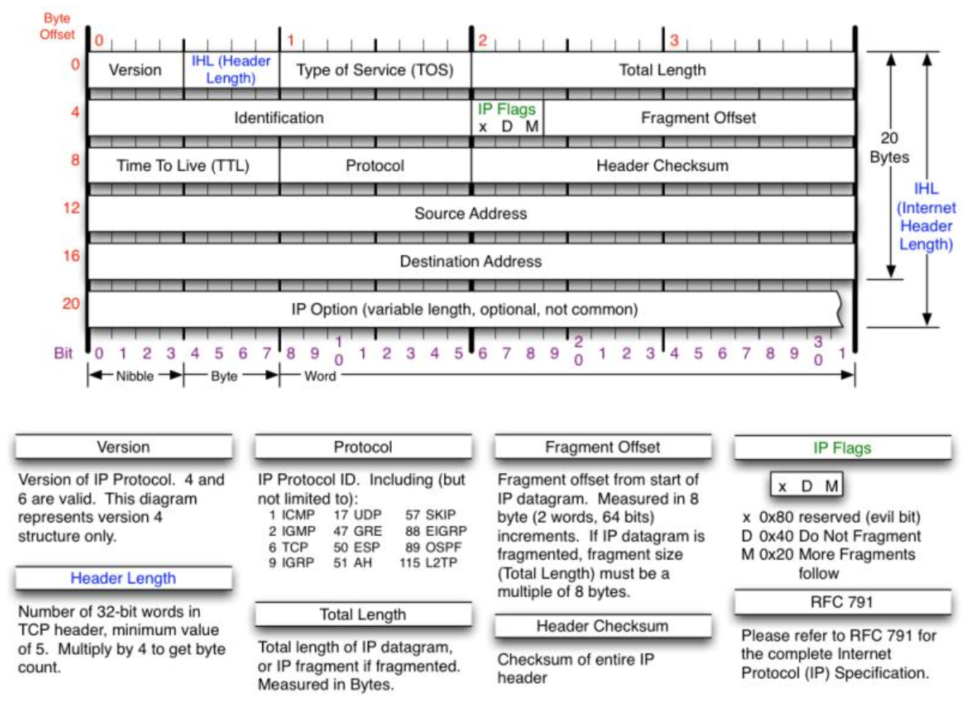 Byte
Offset
0 1 2 3
0 Version IHL (Header Length) Type of Service (TOS) Total Length
4 Identification IP Flags x D M Fragment Offset
8 Time To Live (TTL) Protocol Header Checksum
12 Source Address
16 Destination Address
20 IP Option (variable length, optional, not common)
20
Bytes
IHL
(Internet
Header
Length)
Bit 0 1 2 3 4 5 6 7 8 9 10 1 2 3 4 5 6 7 8 9 20 1 2 3 4 5 6 7 8 9 30 1
Nibble Byte Word
Version
Version of IP Protocol. 4 and
6 are valid. This diagram
represents version 4
structure only.
Header Length
Number of 32-bit words in
TCP header, minimum value
of 5. Multiply by 4 to get byte
count.
Protocol
IP Protocol ID. Including (but
not limited to):
1 ICMP 17 UDP 57 SKIP
2 IGMP 47 GRE 88 EIGRP
6 TCP 50 ESP 89 OSPF
9 IGRP 51 AH 115 L2TP
Total Length
Total length of IP datagram,
or IP fragment if fragmented.
Measured in Bytes.
Fragment Offset
Fragment offset from start of
IP datagram. Measured in 8
byte (2 words, 64 bits)
increments. If IP datagram is
fragmented, fragment size
(Total Length) must be a
multiple of 8 bytes.
Header Checksum
Checksum of entire IP
header
IP Flags
x D M
x 0x80 reserved (evil bit)
D 0x40 Do Not Fragment
M 0x20 More Fragments
follow
RFC 791
Please refer to RFC 791 for
the complete Internet
Protocol (IP) Specification.